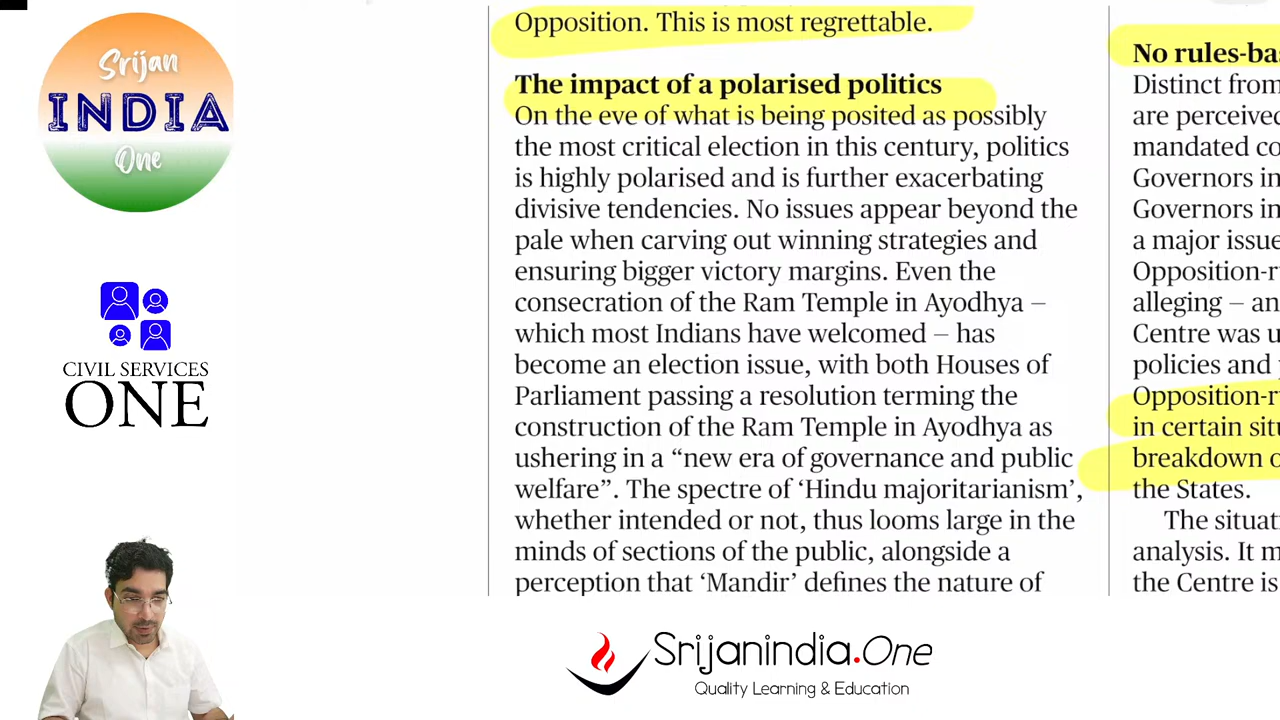 Srijan
INDIA
One
CIVIL SERVICES
ONE
Opposition. This is most regrettable.
The impact of a polarised politics
On the eve of what is being posited as possibly
the most critical election in this century, politics
is highly polarised and is further exacerbating
divisive tendencies. No issues appear beyond the
pale when carving out winning strategies and
ensuring bigger victory margins. Even the
consecration of the Ram Temple in Ayodhya –
which most Indians have welcomed – has
become an election issue, with both Houses of
Parliament passing a resolution terming the
construction of the Ram Temple in Ayodhya as
ushering in a “new era of governance and public
welfare”. The spectre of ‘Hindu majoritarianism’,
whether intended or not, thus looms large in the
minds of sections of the public, alongside a
perception that ‘Mandir’ defines the nature of
No rules-ba
Distinct from
are perceived
mandated co
Governors in
Governors in
a major issue
Opposition-r
alleging – an
Centre was u
policies and
Opposition-r
in certain situ
breakdown o
the States.
The situati
analysis. It m
the Centre is
Srijanindia.One
Quality Learning & Education